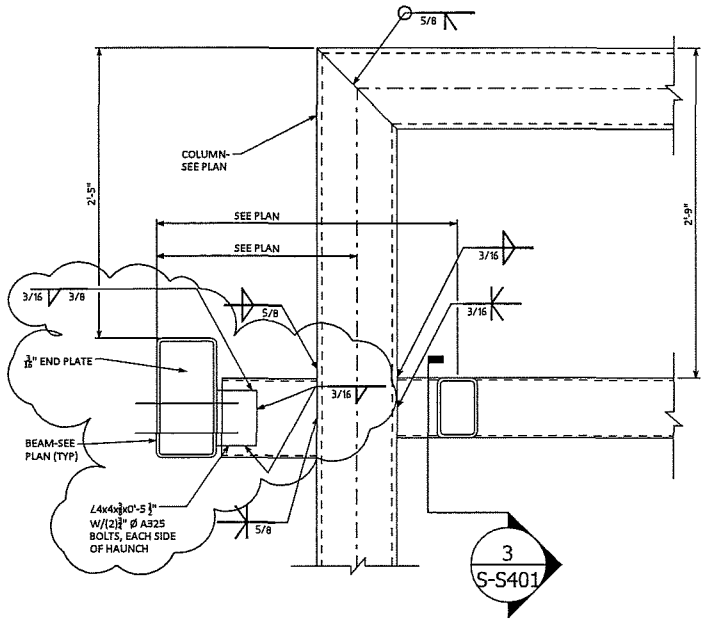 5/8
COLUMN-
SEE PLAN
2'-5"
2'-9"
SEE PLAN
SEE PLAN
3/16
3/16
3/16 3/8
5/8
3/16" END PLATE
3/16
BEAM-SEE
PLAN (TYP)
∠4x4x3/8x0'-5 1/2"
W/(2)3/4" Ø A325
BOLTS, EACH SIDE
OF HAUNCH
5/8
3
S-S401